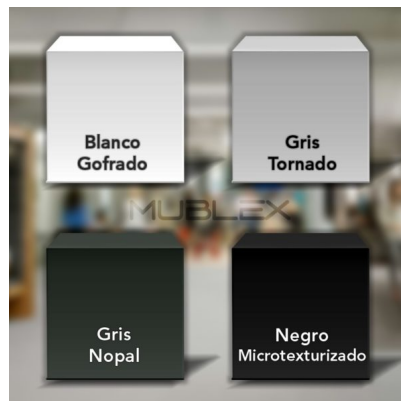 Blanco
Gofrado
Gris
Tornado
MUBLEX
Gris
Nopal
Negro
Microtexturizado